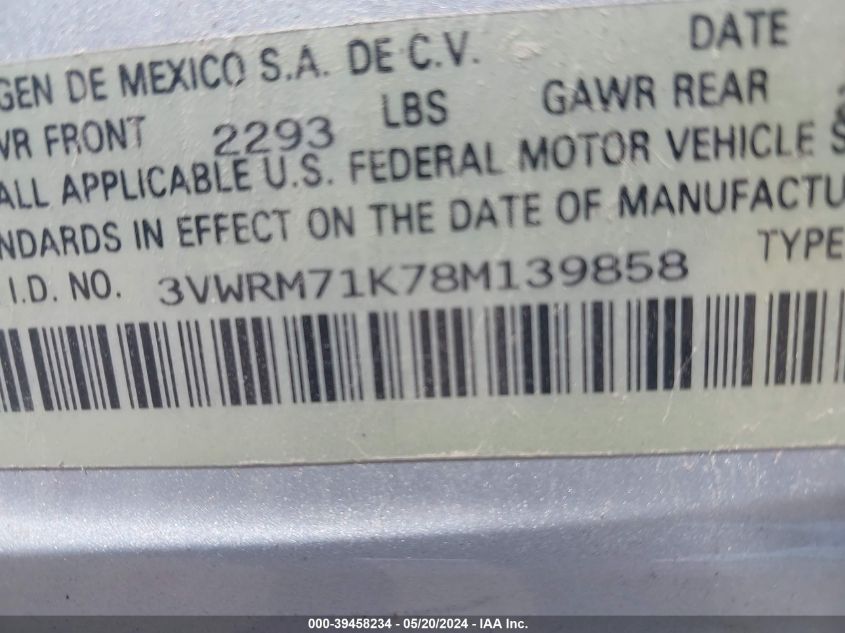 GEN DE MEXICO S.A. DE C.V. DATE
WR FRONT 2293 LBS GAWR REAR
ALL APPLICABLE U.S. FEDERAL MOTOR VEHICLE S
NDARDS IN EFFECT ON THE DATE OF MANUFACTU
I.D. NO. 3VWRM71K78M139858 TYPE
000-39458234 - 05/20/2024 - IAA Inc.